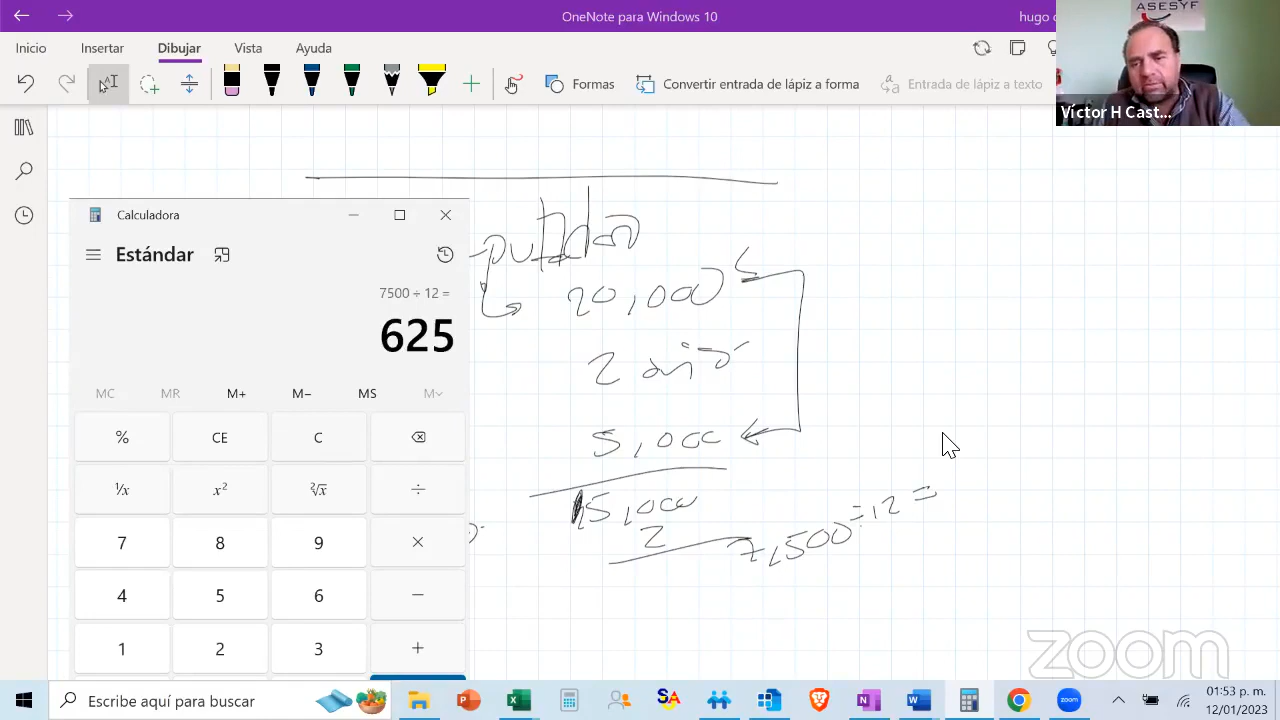 OneNote para Windows 10
hugo
ASESYF
Inicio Insertar Dibujar Vista Ayuda
Formas Convertir entrada de lápiz a forma Entrada de lápiz a texto
Víctor H Cast...
Calculadora
Estándar
7500 ÷ 12 =
625
MC MR M+ M− MS M
% CE C
¹/x x² ²√x ÷
7 8 9 ×
4 5 6 −
1 2 3 +
20,000
2 años
5,000
15,000
2
7,500 ÷ 12 =
zoom
Escribe aquí para buscar
01:53 p. m.
12/01/2023